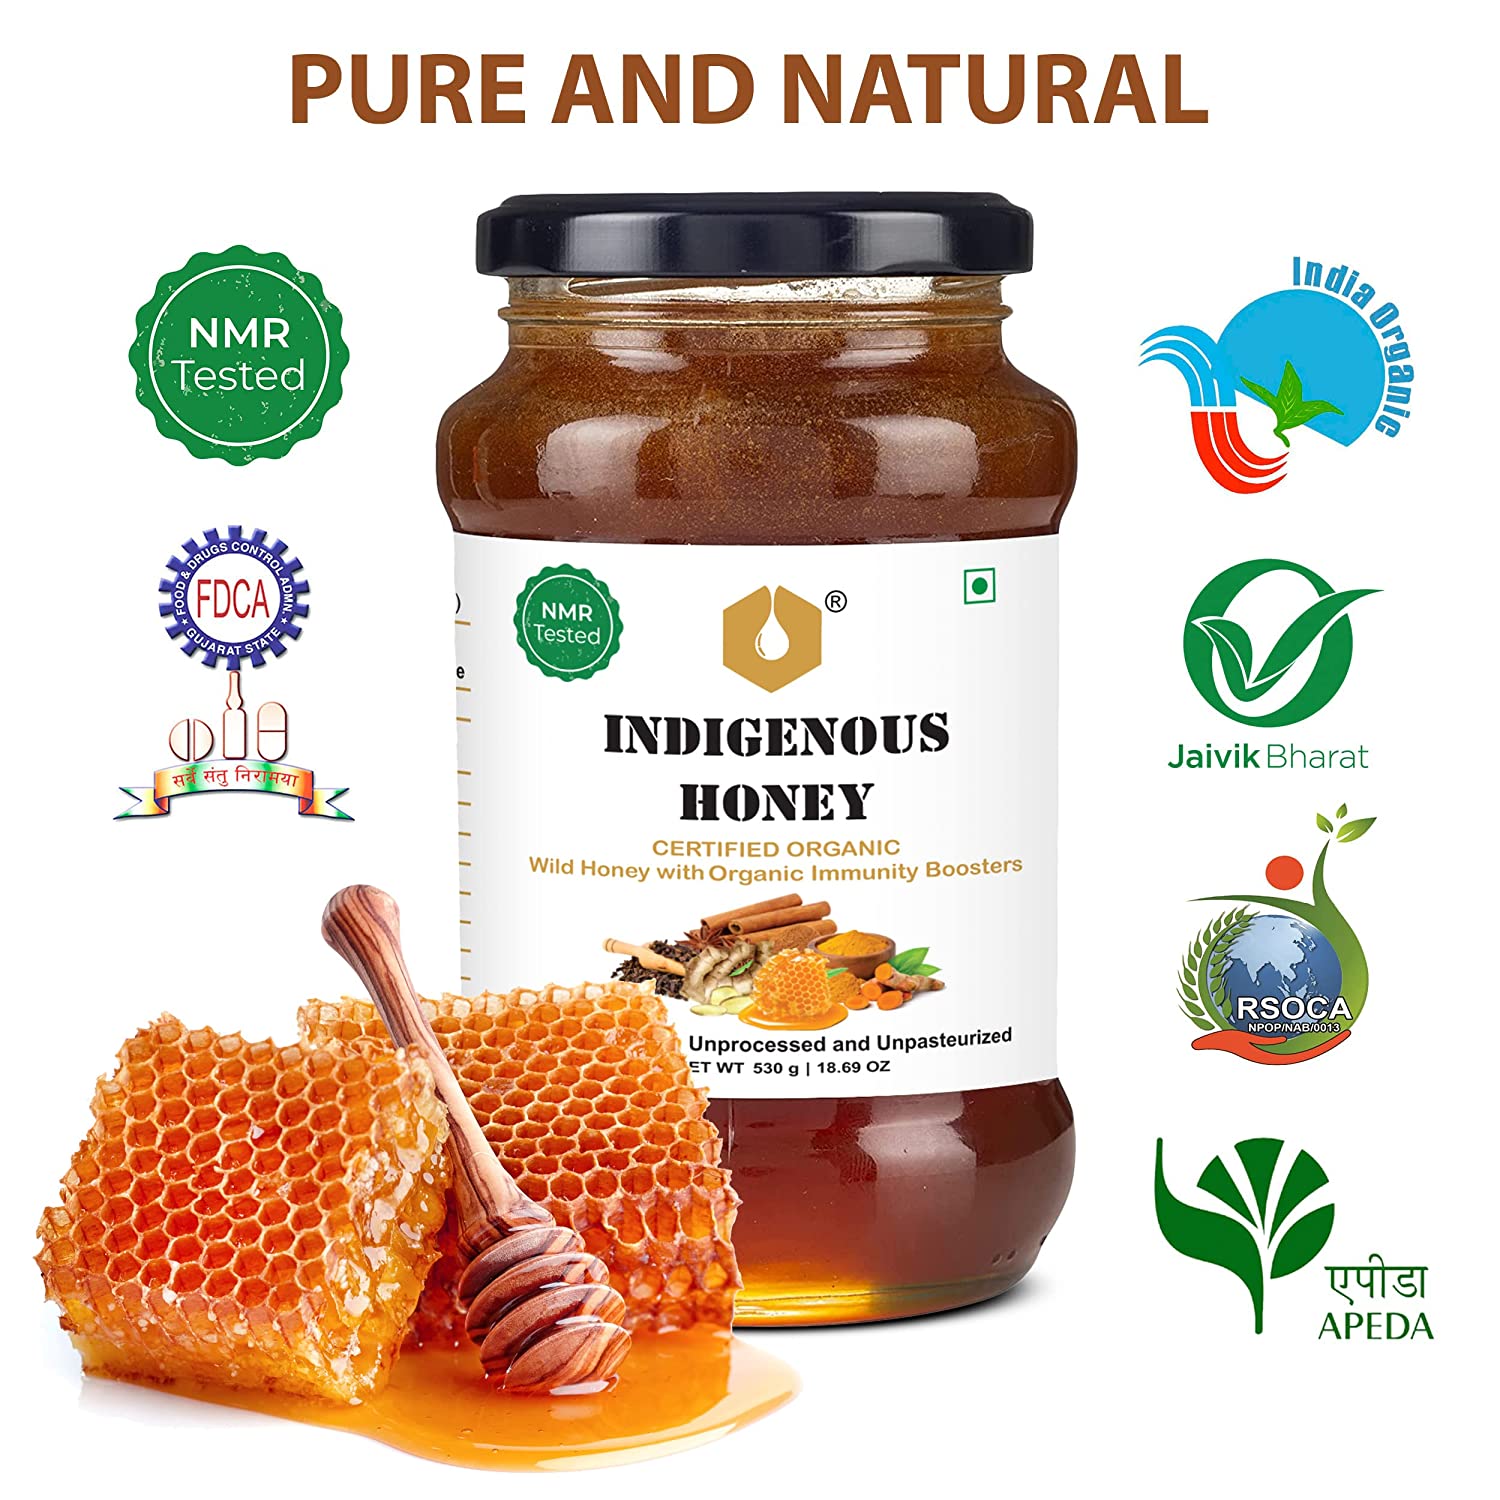 PURE AND NATURAL
NMR
Tested
FOOD & DRUGS CONTROL ADMN.
FDCA
GUJARAT STATE
सर्वे संतु निरामया
India Organic
Jaivik Bharat
RSOCA
NPOP/NAB/0013
एपीडा
APEDA
)
e
NMR
Tested
®
INDIGENOUS
HONEY
CERTIFIED ORGANIC
Wild Honey with Organic Immunity Boosters
Unprocessed and Unpasteurized
ET WT 530 g | 18.69 OZ